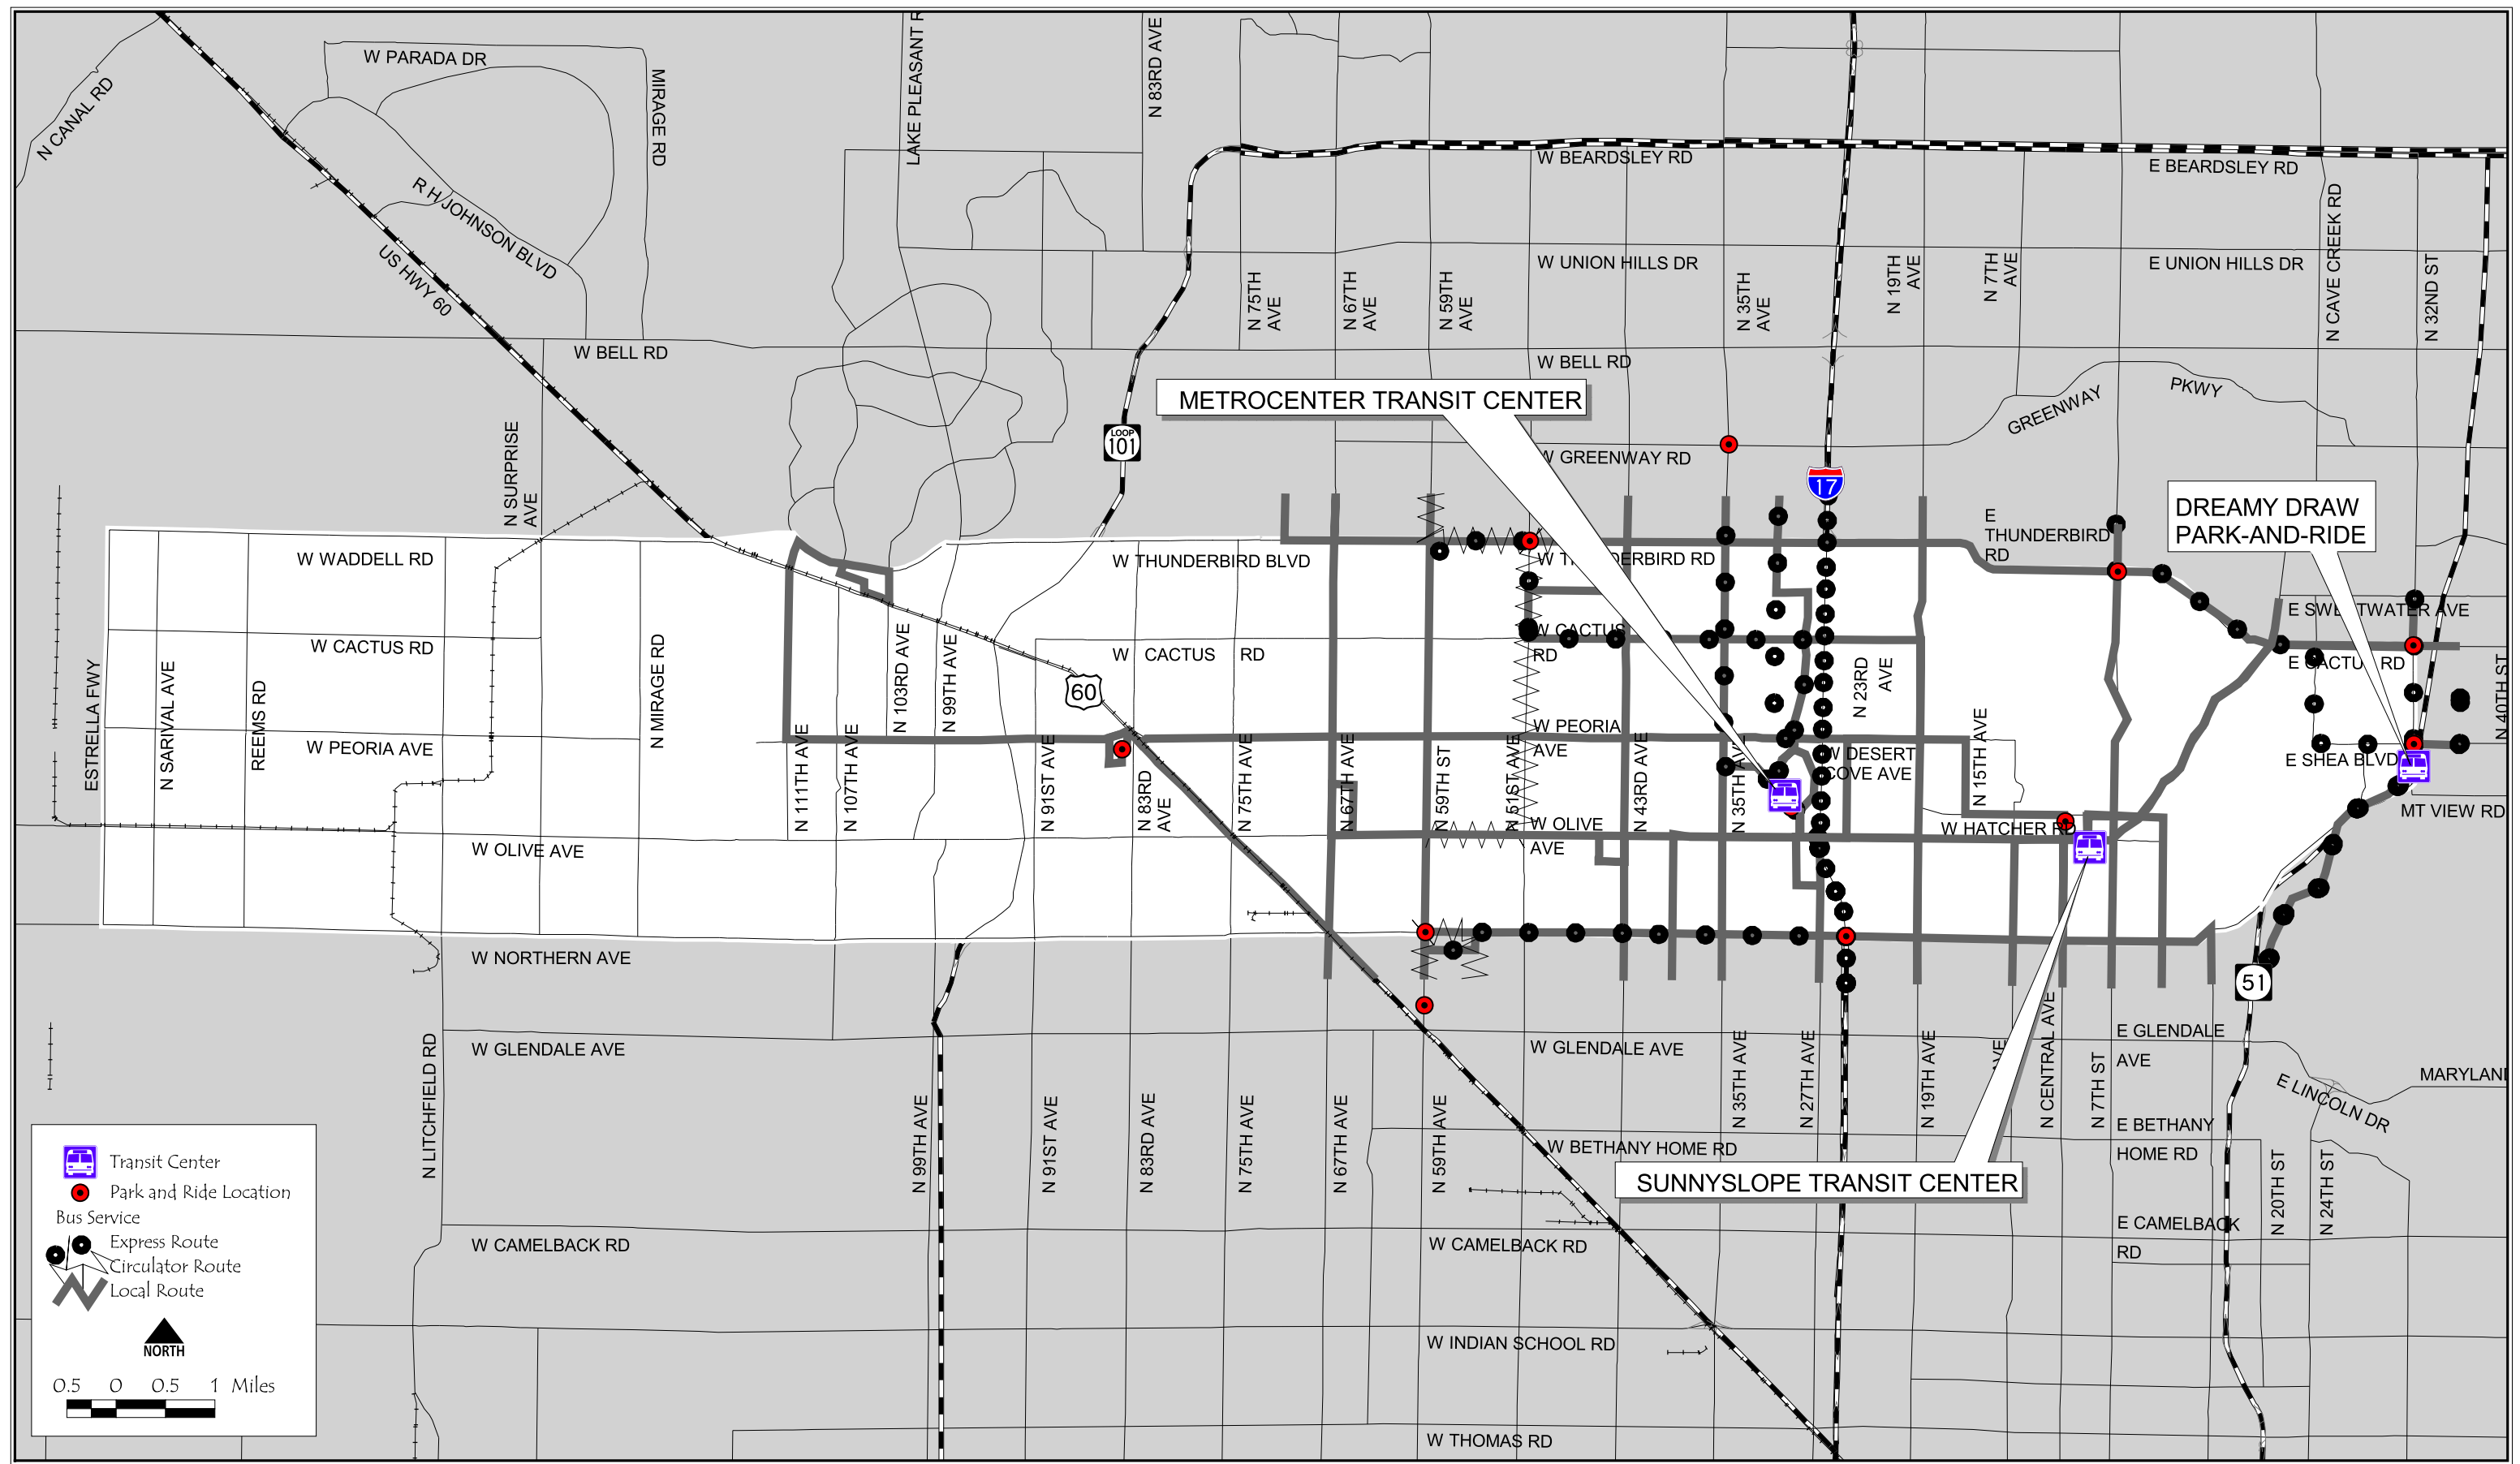 W PARADA DR
N CANAL RD
MIRAGE RD
LAKE PLEASANT R
N 83RD AVE
R H JOHNSON BLVD
US HWY 60
W BEARDSLEY RD
E BEARDSLEY RD
W UNION HILLS DR
E UNION HILLS DR
N 75TH
AVE
N 67TH
AVE
N 59TH
AVE
N 35TH
AVE
N 19TH
AVE
N 7TH
AVE
N CAVE CREEK RD
N 32ND ST
W BELL RD
W BELL RD
METROCENTER TRANSIT CENTER
GREENWAY
PKWY
LOOP
101
W GREENWAY RD
17
N SURPRISE
AVE
DREAMY DRAW
PARK-AND-RIDE
W WADDELL RD
W THUNDERBIRD BLVD
W THUNDERBIRD RD
E
THUNDERBIRD
RD
E SWEETWATER AVE
W CACTUS RD
W CACTUS RD
W CACTUS
RD
E CACTUS RD
ESTRELLA FWY
N SARIVAL AVE
REEMS RD
N MIRAGE RD
N 103RD AVE
N 99TH AVE
60
N 23RD
AVE
N 40TH ST
W PEORIA AVE
W PEORIA
AVE
W DESERT
COVE AVE
E SHEA BLVD
N 111TH AVE
N 107TH AVE
N 91ST AVE
N 83RD
AVE
N 75TH AVE
N 67TH AVE
N 59TH ST
N 51ST AVE
N 43RD AVE
N 35TH AVE
N 15TH AVE
MT VIEW RD
W OLIVE AVE
W OLIVE
AVE
W HATCHER RD
W NORTHERN AVE
51
N LITCHFIELD RD
W GLENDALE AVE
W GLENDALE AVE
E GLENDALE
AVE
N 99TH AVE
N 91ST AVE
N 83RD AVE
N 75TH AVE
N 67TH AVE
N 59TH AVE
N 35TH AVE
N 27TH AVE
N 19TH AVE
AVE
N CENTRAL AVE
N 7TH ST
MARYLAN
E LINCOLN DR
W BETHANY HOME RD
E BETHANY
HOME RD
SUNNYSLOPE TRANSIT CENTER
N 20TH ST
N 24TH ST
W CAMELBACK RD
W CAMELBACK RD
E CAMELBACK
RD
W INDIAN SCHOOL RD
W THOMAS RD
Transit Center
Park and Ride Location
Bus Service
Express Route
Circulator Route
Local Route
NORTH
0.5 0 0.5 1 Miles